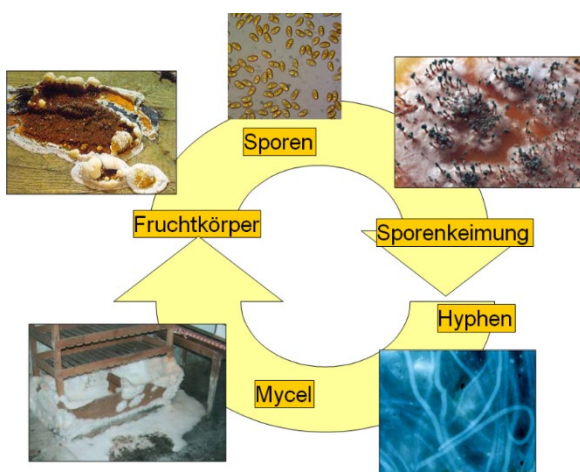 Sporen
Fruchtkörper
Sporenkeimung
Hyphen
Mycel